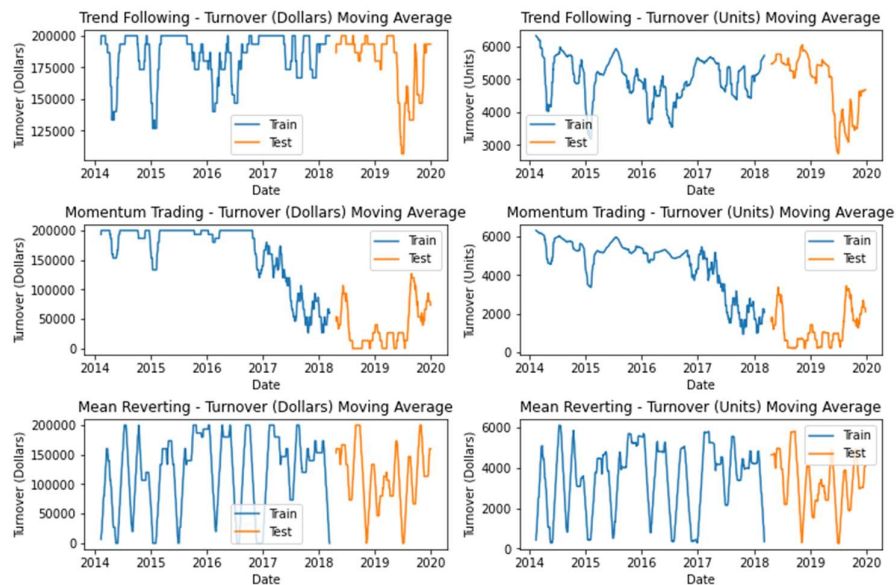 Trend Following - Turnover (Dollars) Moving Average
Turnover (Dollars)
200000
175000
150000
125000
Train
Test
2014 2015 2016 2017 2018 2019 2020
Date
Trend Following - Turnover (Units) Moving Average
Turnover (Units)
6000
5000
4000
3000
Train
Test
2014 2015 2016 2017 2018 2019 2020
Date
Momentum Trading - Turnover (Dollars) Moving Average
Turnover (Dollars)
200000
150000
100000
50000
0
Train
Test
2014 2015 2016 2017 2018 2019 2020
Date
Momentum Trading - Turnover (Units) Moving Average
Turnover (Units)
6000
4000
2000
0
Train
Test
2014 2015 2016 2017 2018 2019 2020
Date
Mean Reverting - Turnover (Dollars) Moving Average
Turnover (Dollars)
200000
150000
100000
50000
0
Train
Test
2014 2015 2016 2017 2018 2019 2020
Date
Mean Reverting - Turnover (Units) Moving Average
Turnover (Dollars)
6000
4000
2000
0
Train
Test
2014 2015 2016 2017 2018 2019 2020
Date